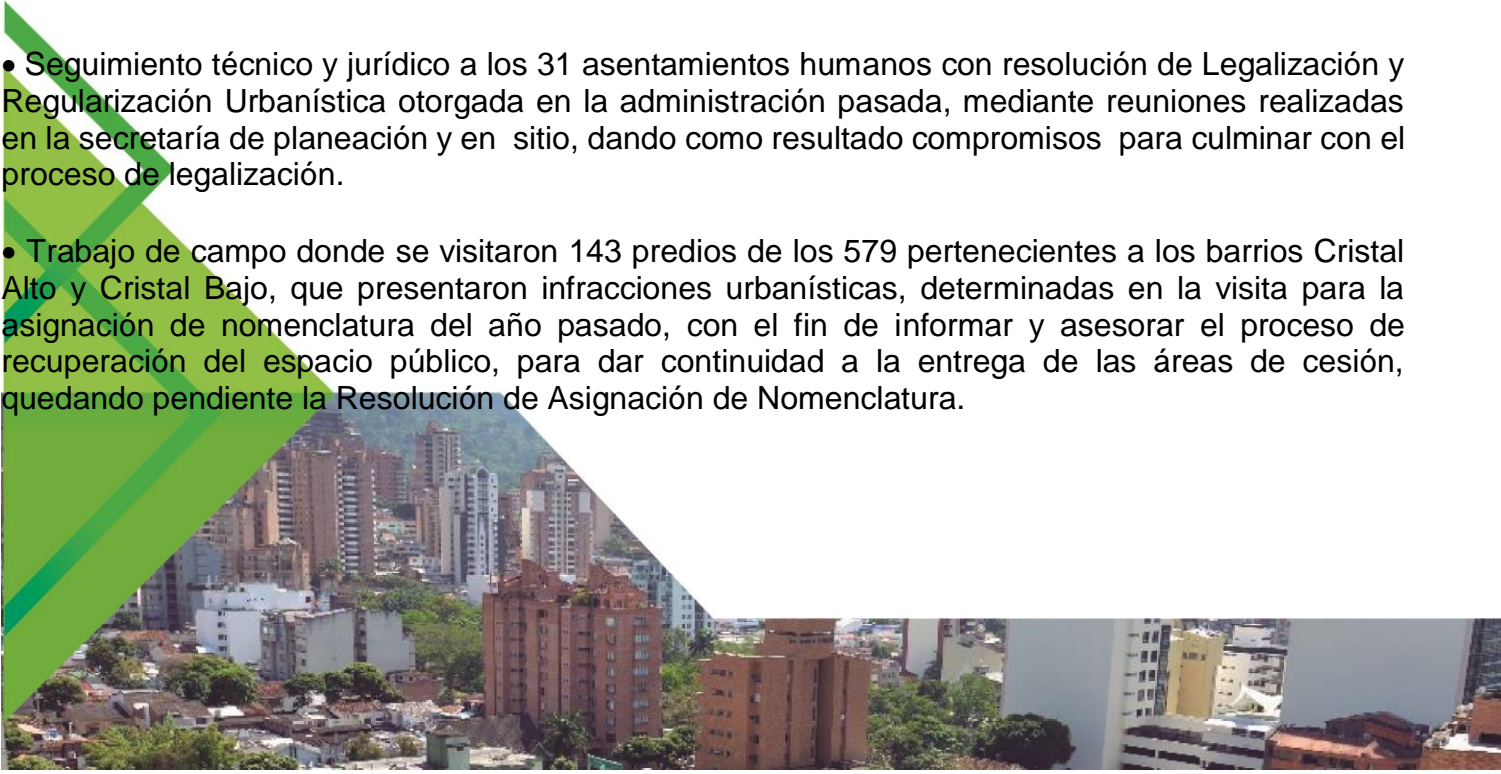 • Seguimiento técnico y jurídico a los 31 asentamientos humanos con resolución de Legalización y
Regularización Urbanística otorgada en la administración pasada, mediante reuniones realizadas
en la secretaría de planeación y en  sitio, dando como resultado compromisos  para culminar con el
proceso de legalización.
• Trabajo de campo donde se visitaron 143 predios de los 579 pertenecientes a los barrios Cristal
Alto y Cristal Bajo, que presentaron infracciones urbanísticas, determinadas en la visita para la
asignación de nomenclatura del año pasado, con el fin de informar y asesorar el proceso de
recuperación del espacio público, para dar continuidad a la entrega de las áreas de cesión,
quedando pendiente la Resolución de Asignación de Nomenclatura.